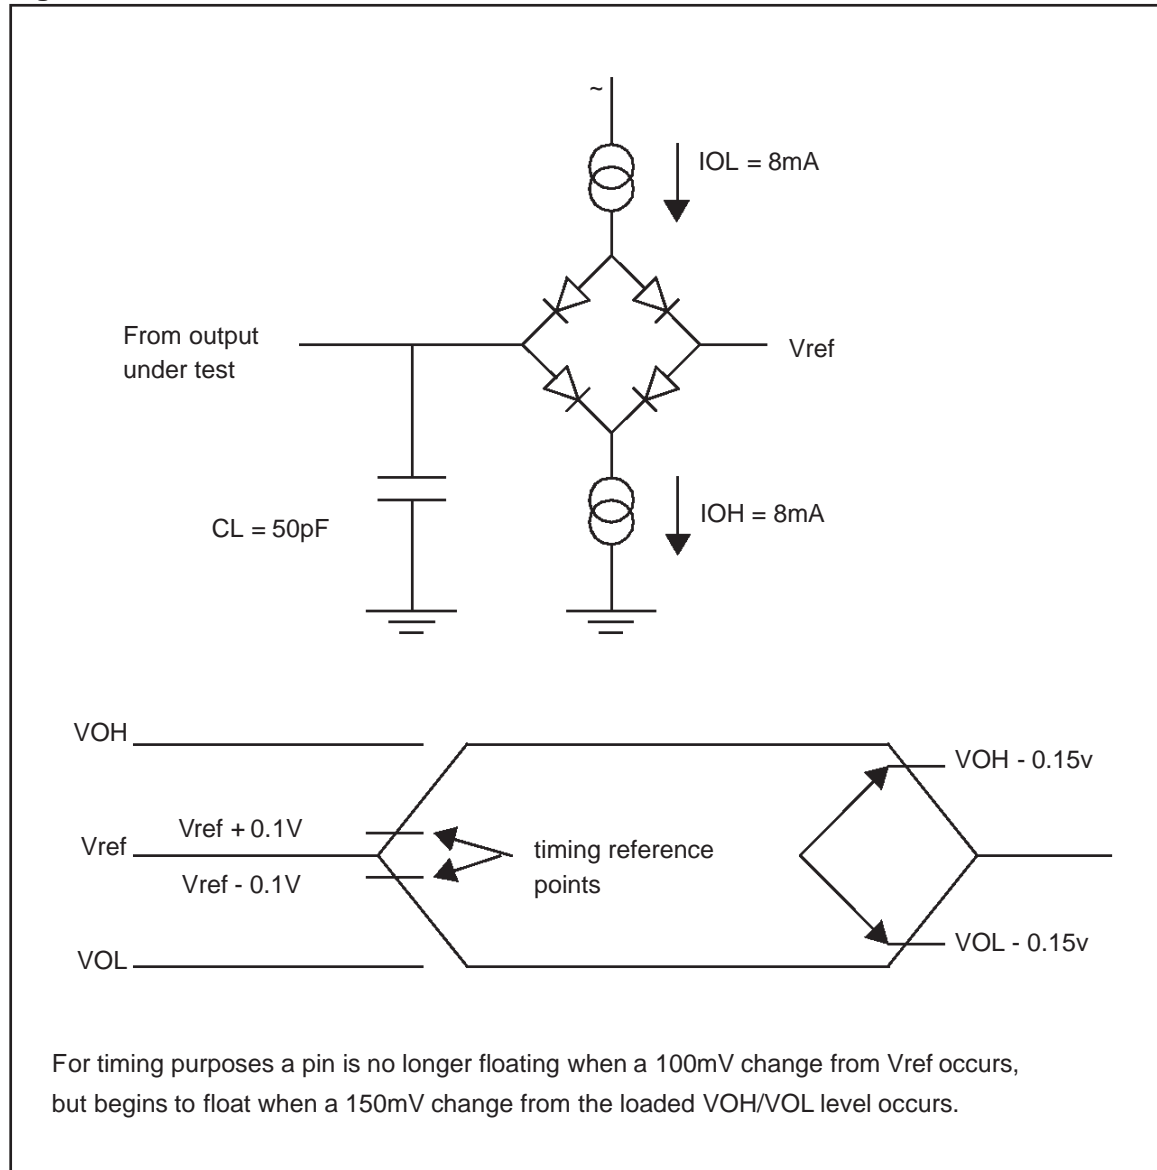 ~
IOL = 8mA
From output
under test
Vref
CL = 50pF
IOH = 8mA
VOH
VOH - 0.15v
Vref + 0.1V
Vref
timing reference
points
Vref - 0.1V
VOL - 0.15v
VOL
For timing purposes a pin is no longer floating when a 100mV change from Vref occurs,
but begins to float when a 150mV change from the loaded VOH/VOL level occurs.